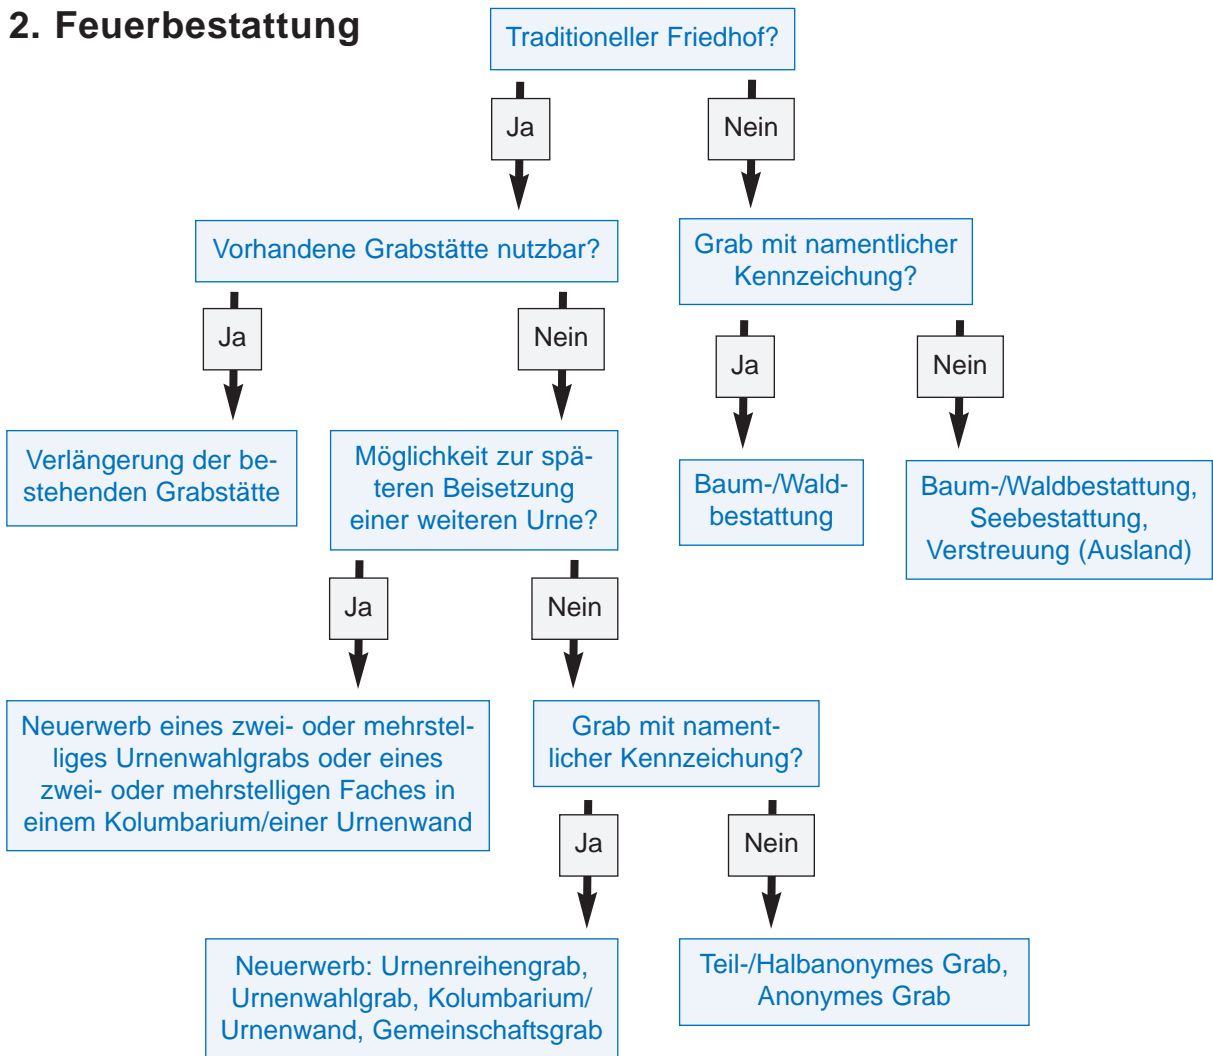 2. Feuerbestattung
Traditioneller Friedhof?
Ja
Nein
Vorhandene Grabstätte nutzbar?
Grab mit namentlicher
Kennzeichung?
Ja
Nein
Ja
Nein
Verlängerung der be-
stehenden Grabstätte
Möglichkeit zur spä-
teren Beisetzung
einer weiteren Urne?
Baum-/Wald-
bestattung
Baum-/Waldbestattung,
Seebestattung,
Verstreuung (Ausland)
Ja
Nein
Neuerwerb eines zwei- oder mehrstel-
liges Urnenwahlgrabs oder eines
zwei- oder mehrstelligen Faches in
einem Kolumbarium/einer Urnenwand
Grab mit nament-
licher Kennzeichung?
Ja
Nein
Neuerwerb: Urnenreihengrab,
Urnenwahlgrab, Kolumbarium/
Urnenwand, Gemeinschaftsgrab
Teil-/Halbanonymes Grab,
Anonymes Grab